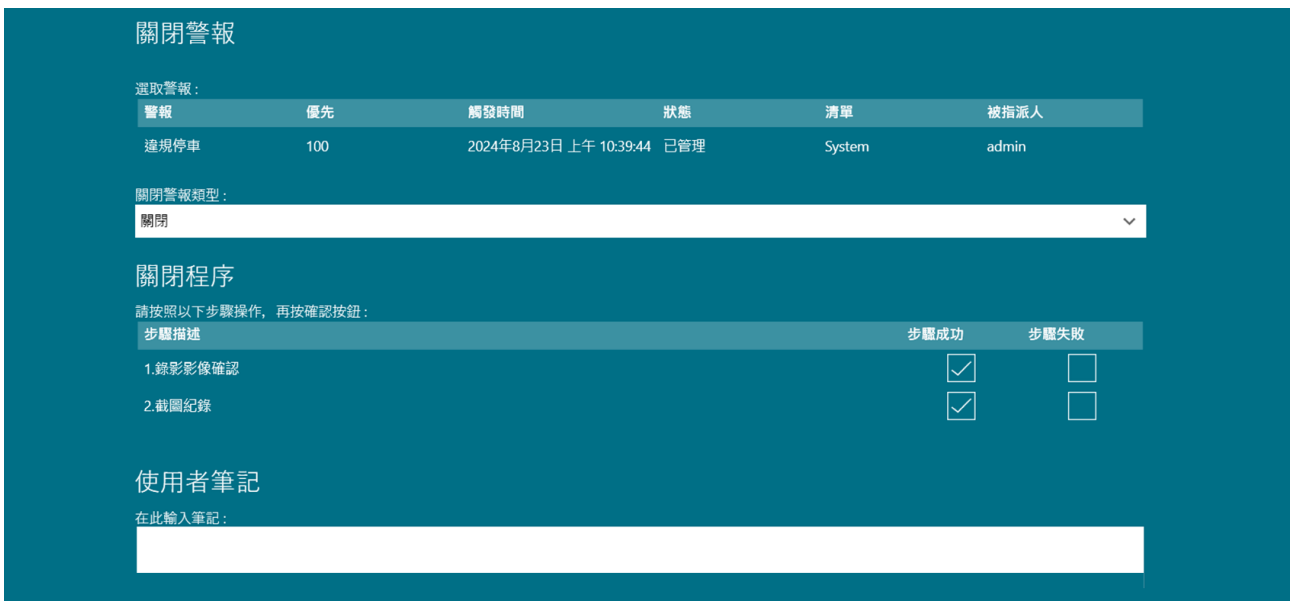 關閉警報
選取警報 :
警報 優先 觸發時間 狀態 清單 被指派人
違規停車 100 2024年8月23日 上午 10:39:44 已管理 System admin
關閉警報類型 :
關閉
關閉程序
請按照以下步驟操作，再按確認按鈕 :
步驟描述 步驟成功 步驟失敗
1.錄影影像確認
2.截圖紀錄
使用者筆記
在此輸入筆記 :